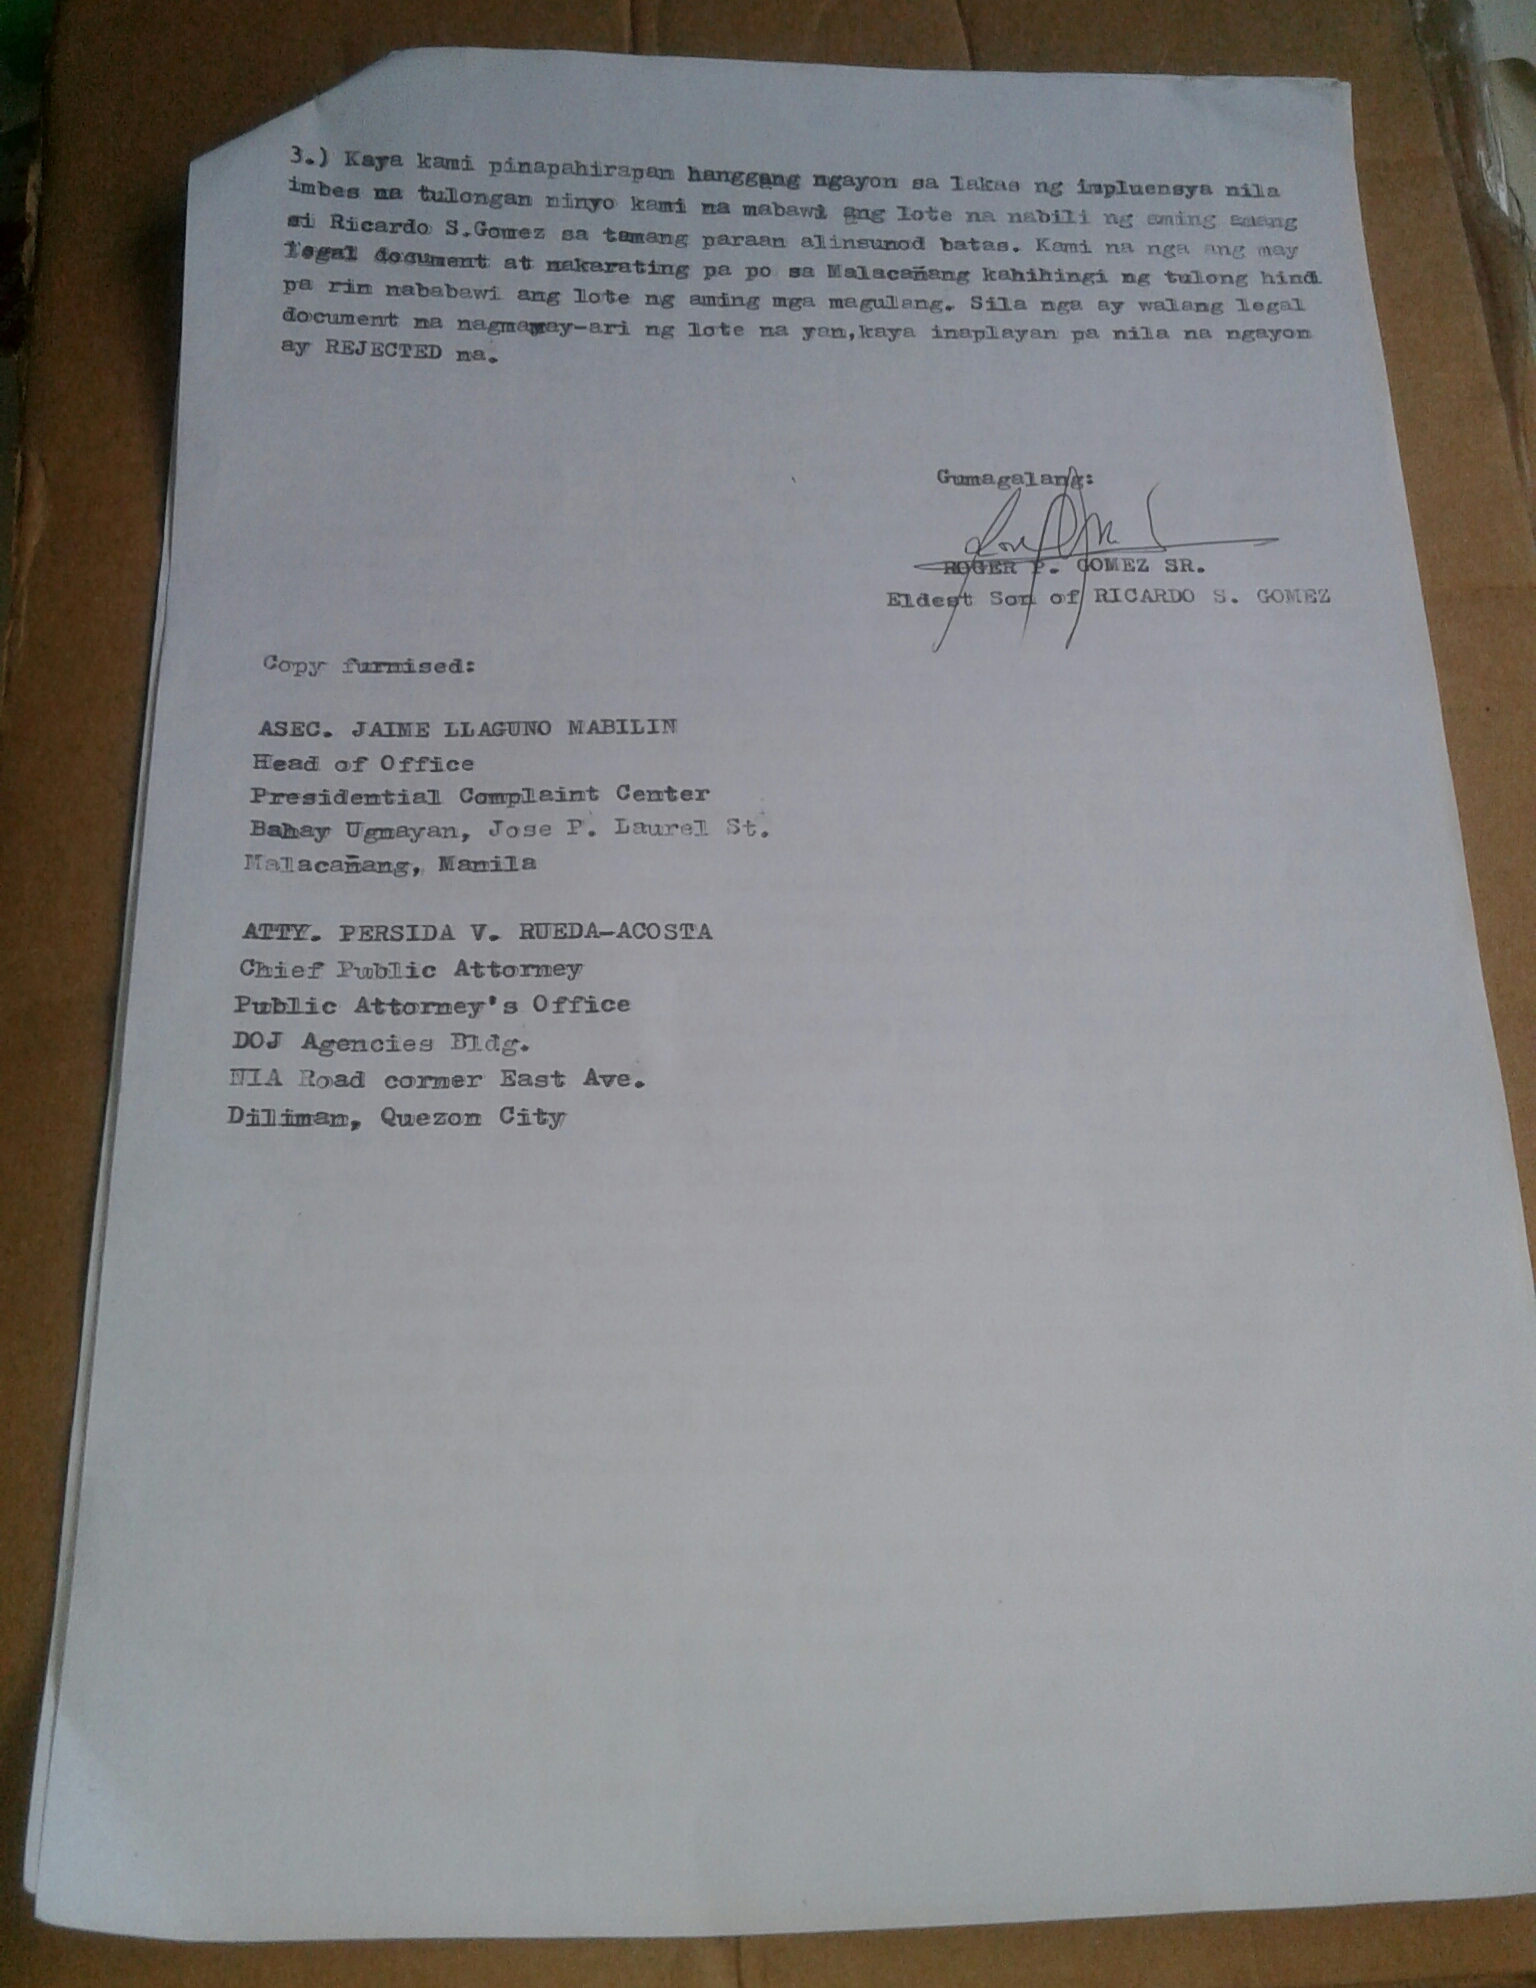 3.) Kaya kami pinapahirapan hanggang ngayon sa lakas ng impluensya nila
imbes na tulongan ninyo kami na mabawi ang lote na nabili ng aming amang
si Ricardo S.Gomez sa tamang paraan alinsunod batas. Kami na nga ang may
legal document at nakarating pa po sa Malacañang kahihingi ng tulong hindi
pa rin nababawi ang lote ng aming mga magulang. Sila nga ay walang legal
document na nagmamay-ari ng lote na yan,kaya inaplayan pa nila na ngayon
ay REJECTED na.
Gumagalang:
ROGER P. GOMEZ SR.
Eldest Son of RICARDO S. GOMEZ
Copy furnised:
ASEC. JAIME LLAGUNO MABILIN
Head of Office
Presidential Complaint Center
Bahay Ugnayan, Jose P. Laurel St.
Malacañang, Manila
ATTY. PERSIDA V. RUEDA-ACOSTA
Chief Public Attorney
Public Attorney's Office
DOJ Agencies Bldg.
NIA Road corner East Ave.
Diliman, Quezon City